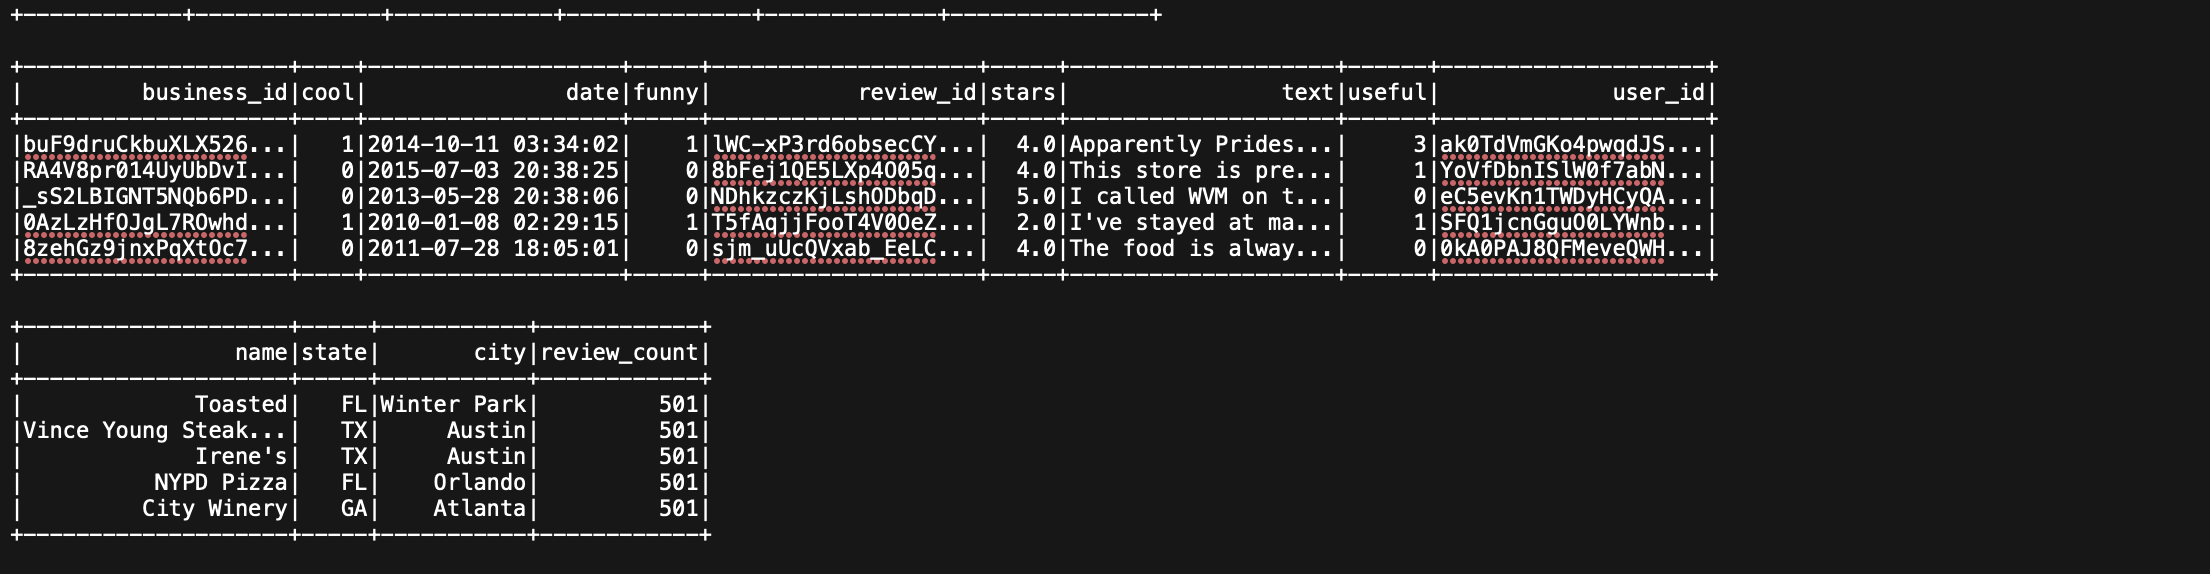 +------------+--------------+------------+--------------+-------------+---------------+

+--------------------+----+-------------------+-----+--------------------+-----+--------------------+------+--------------------+
|         business_id|cool|               date|funny|           review_id|stars|                text|useful|             user_id|
+--------------------+----+-------------------+-----+--------------------+-----+--------------------+------+--------------------+
|buF9druCkbuXLX526...|   1|2014-10-11 03:34:02|    1|lWC-xP3rd6obsecCY...|  4.0|Apparently Prides...|     3|ak0TdVmGKo4pwqdJS...|
|RA4V8pr014UyUbDvI...|   0|2015-07-03 20:38:25|    0|8bFej1QE5LXp4O05q...|  4.0|This store is pre...|     1|YoVfDbnISlW0f7abN...|
|_sS2LBIGNT5NQb6PD...|   0|2013-05-28 20:38:06|    0|NDhkzczKjLshODbqD...|  5.0|I called WVM on t...|     0|eC5evKn1TWDyHCyQA...|
|0AzLzHfOJgL7ROwhd...|   1|2010-01-08 02:29:15|    1|T5fAqjjFooT4V0OeZ...|  2.0|I've stayed at ma...|     1|SFQ1jcnGguO0LYWnb...|
|8zehGz9jnxPqXtOc7...|   0|2011-07-28 18:05:01|    0|sjm_uUcQVxab_EeLC...|  4.0|The food is alway...|     0|0kA0PAJ8QFMeveQWH...|
+--------------------+----+-------------------+-----+--------------------+-----+--------------------+------+--------------------+

+--------------------+-----+-----------+------------+
|                name|state|       city|review_count|
+--------------------+-----+-----------+------------+
|             Toasted|   FL|Winter Park|         501|
|Vince Young Steak...|   TX|     Austin|         501|
|             Irene's|   TX|     Austin|         501|
|          NYPD Pizza|   FL|    Orlando|         501|
|         City Winery|   GA|    Atlanta|         501|
+--------------------+-----+-----------+------------+